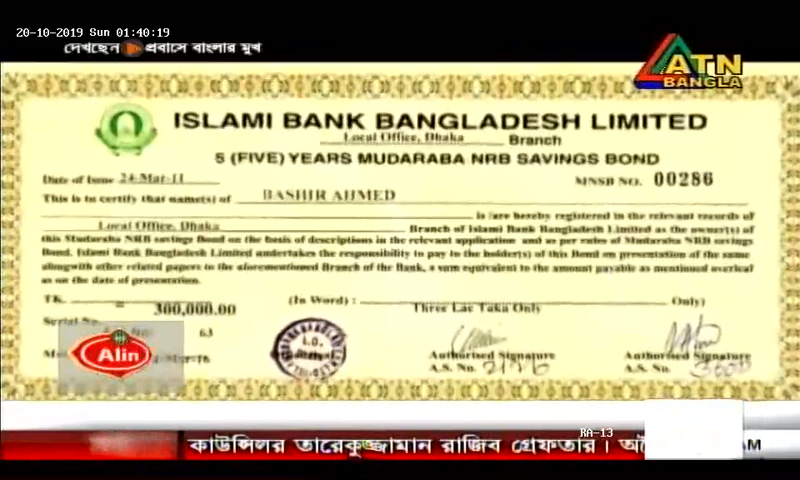 20-10-2019 Sun 01:40:19
দেখছেন প্রবাসে বাংলার মুখ
ATN
BANGLA
ISLAMI BANK BANGLADESH LIMITED
Local Office, Dhaka Branch
5 (FIVE) YEARS MUDARABA NRB SAVINGS BOND
Date of Issue 24-Mar-11 MNSB NO. 00286
This is to certify that name(s) of BASHIR AHMED
is /are hereby registered in the relevant records of
Local Office, Dhaka Branch of Islami Bank Bangladesh Limited as the owner(s) of
this Mudaraba NRB savings Bond on the basis of descriptions in the relevant application and as per rules of Mudaraba NRB savings
Bond. Islami Bank Bangladesh Limited undertakes the responsibility to pay to the holder(s) of this Bond on presentation of the same
alongwith other related papers to the aforementioned Branch of the Bank, a sum equivalent to the amount payable as mentioned overleaf
as on the date of presentation.
TK. = 300,000.00 (In Word) : Three Lac Taka Only Only)
Serial No. 63
Alin
L.O.
Authorised Signature Authorised Signature
A.S. No. A.S. No.
RA-13
কাউন্সিলর তারেকুজ্জামান রাজিব গ্রেফতার।
AM